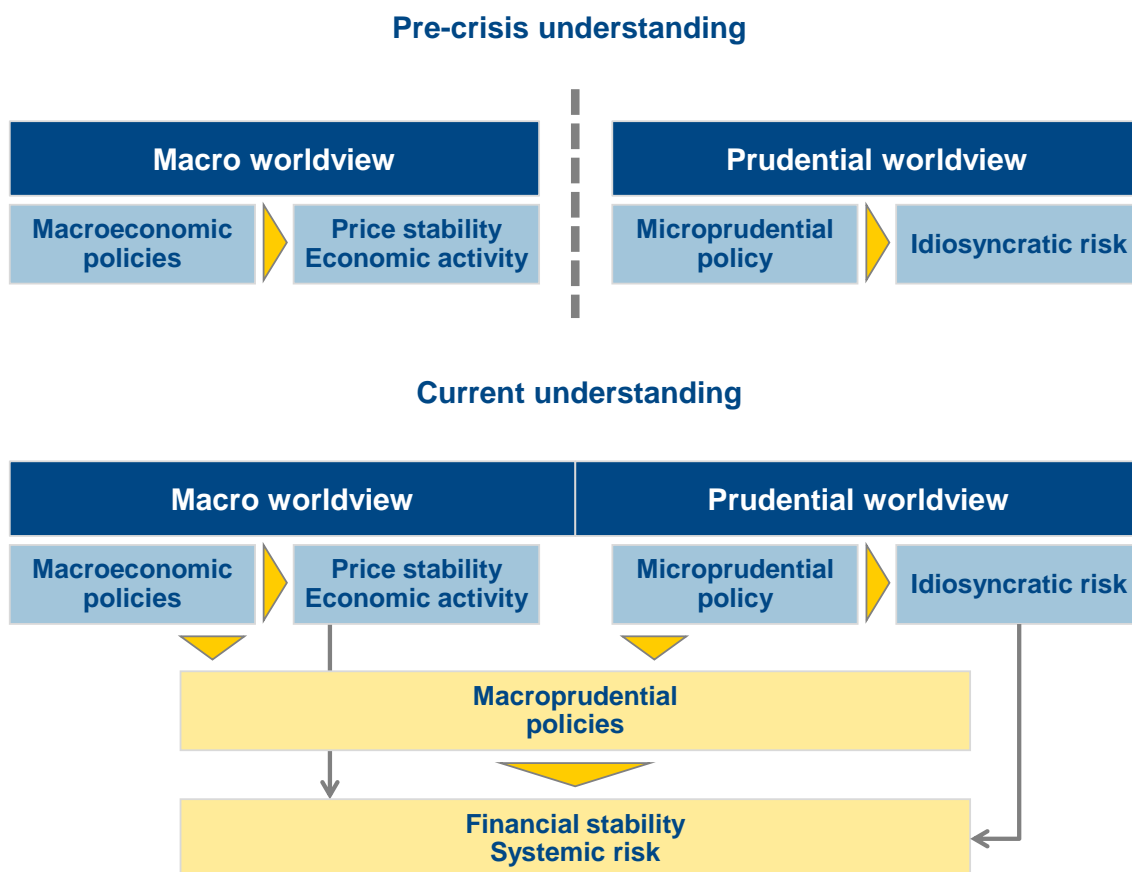 Pre-crisis understanding
Macro worldview
Prudential worldview
Macroeconomic
policies
Price stability
Economic activity
Microprudential
policy
Idiosyncratic risk
Current understanding
Macro worldview
Prudential worldview
Macroeconomic
policies
Price stability
Economic activity
Microprudential
policy
Idiosyncratic risk
Macroprudential
policies
Financial stability
Systemic risk